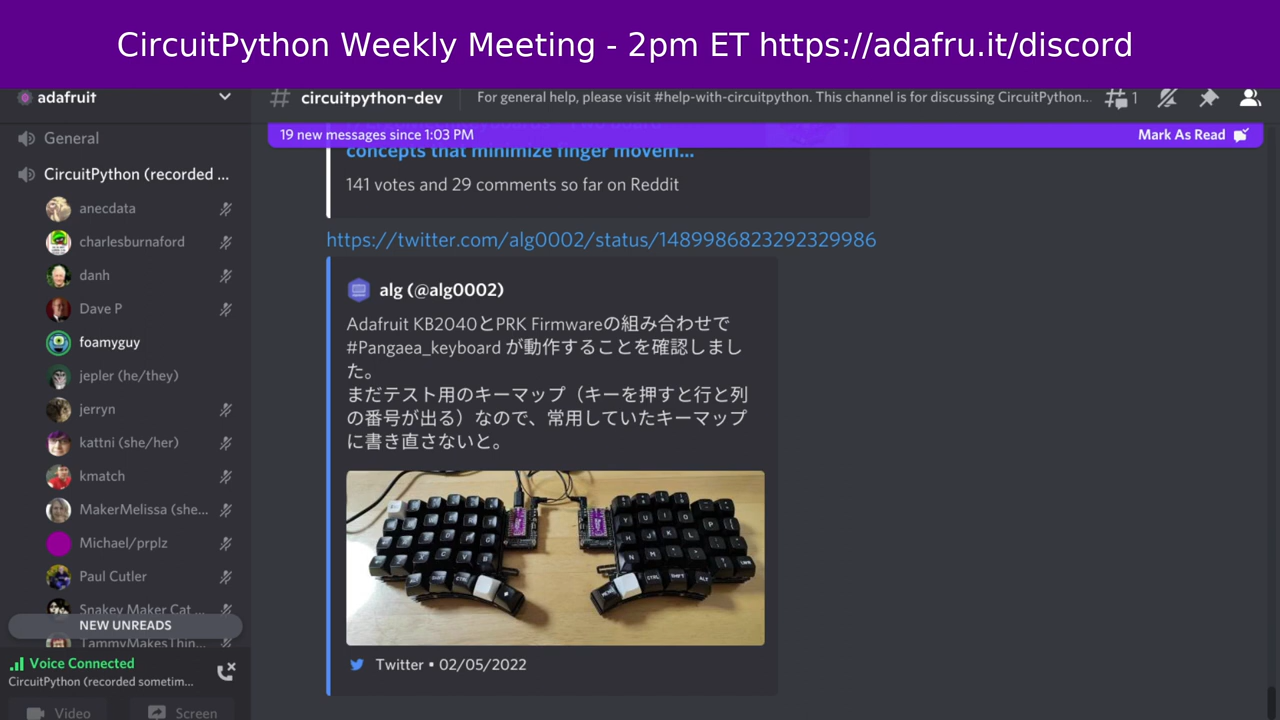 CircuitPython Weekly Meeting - 2pm ET https://adafru.it/discord
adafruit
General
CircuitPython (recorded ...
anecdata
charlesburnaford
danh
Dave P
foamyguy
jepler (he/they)
jerryn
kattni (she/her)
kmatch
MakerMelissa (she...
Michael/prplz
Paul Cutler
Snakey Maker Cat ...
NEW UNREADS
TammyMakesThin...
Voice Connected
CircuitPython (recorded sometim...
Video
Screen
# circuitpython-dev
For general help, please visit #help-with-circuitpython. This channel is for discussing CircuitPython...
1
19 new messages since 1:03 PM
Mark As Read
concepts that minimize finger movem...
141 votes and 29 comments so far on Reddit
https://twitter.com/alg0002/status/1489986823292329986
alg (@alg0002)
Adafruit KB2040とPRK Firmwareの組み合わせで
#Pangaea_keyboard が動作することを確認しまし
た。
まだテスト用のキーマップ（キーを押すと行と列
の番号が出る）なので、常用していたキーマップ
に書き直さないと。
Twitter • 02/05/2022